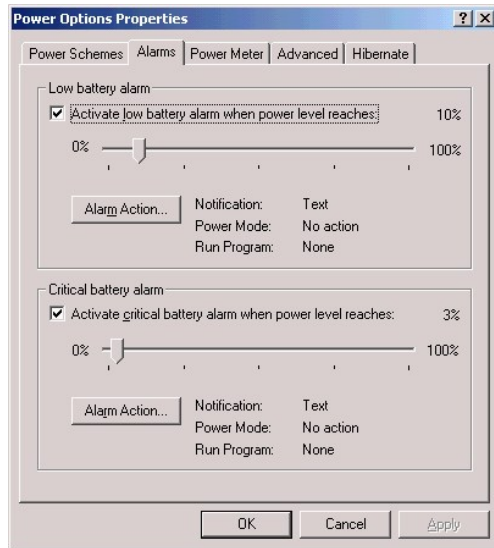 Power Options Properties
Power Schemes Alarms Power Meter Advanced Hibernate
Low battery alarm
Activate low battery alarm when power level reaches: 10%
0% 100%
Alarm Action... Notification: Text
Power Mode: No action
Run Program: None
Critical battery alarm
Activate critical battery alarm when power level reaches: 3%
0% 100%
Alarm Action... Notification: Text
Power Mode: No action
Run Program: None
OK Cancel Apply